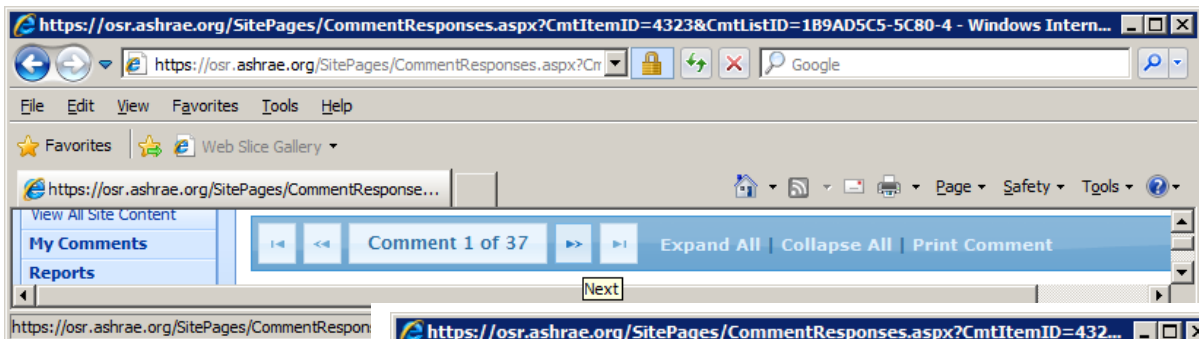 https://osr.ashrae.org/SitePages/CommentResponses.aspx?CmtItemID=4323&CmtListID=1B9AD5C5-5C80-4 - Windows Intern...
https://osr.ashrae.org/SitePages/CommentResponses.aspx?Cm
Google
File Edit View Favorites Tools Help
Favorites Web Slice Gallery
https://osr.ashrae.org/SitePages/CommentResponse...
Page Safety Tools
View All Site Content
Comment 1 of 37 Expand All | Collapse All | Print Comment
My Comments
Reports
Next
https://osr.ashrae.org/SitePages/CommentRespon
https://osr.ashrae.org/SitePages/CommentResponses.aspx?CmtItemID=432...